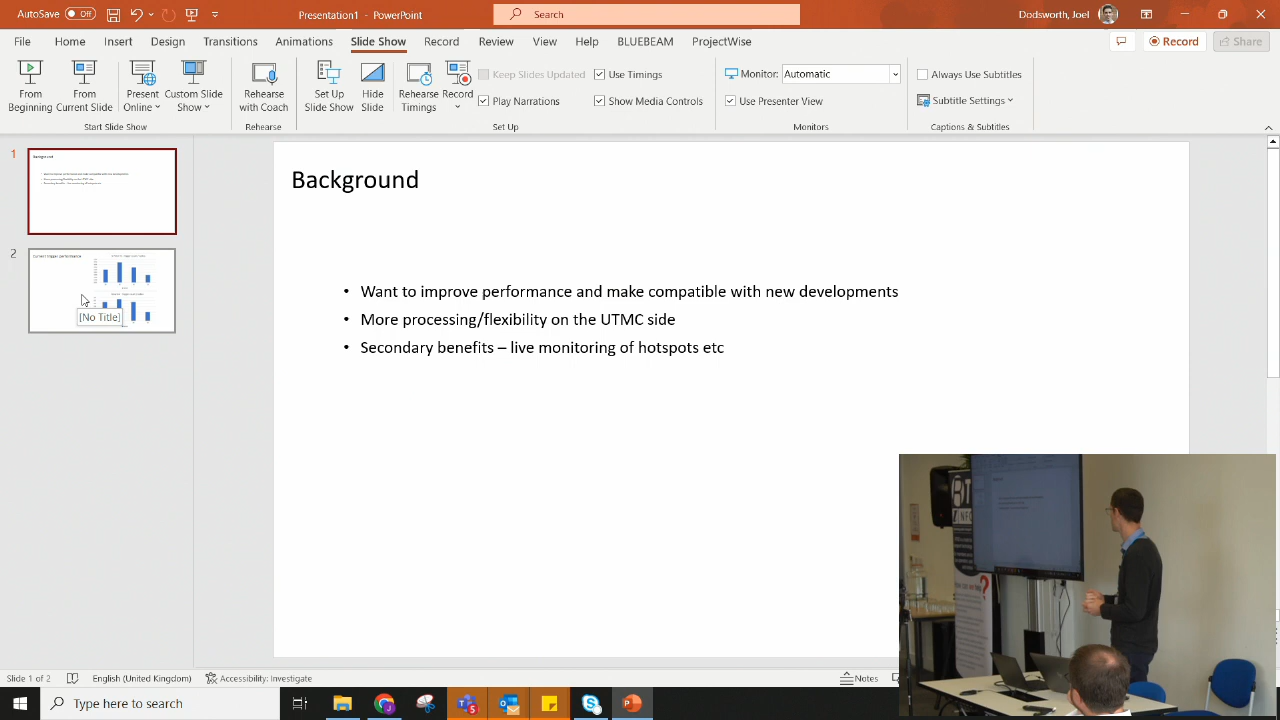 AutoSave Off
Presentation1 - PowerPoint
Search
Dodsworth, Joel
File Home Insert Design Transitions Animations Slide Show Record Review View Help BLUEBEAM ProjectWise
Record
Share
From Beginning
From Current Slide
Present Online
Custom Slide Show
Start Slide Show
Rehearse with Coach
Rehearse
Set Up Slide Show
Hide Slide
Rehearse Timings
Record
Keep Slides Updated
Play Narrations
Use Timings
Show Media Controls
Set Up
Monitor: Automatic
Use Presenter View
Monitors
Always Use Subtitles
Subtitle Settings
Captions & Subtitles
1
Background
2
Current trigger performance
[No Title]
Background
• Want to improve performance and make compatible with new developments
• More processing/flexibility on the UTMC side
• Secondary benefits – live monitoring of hotspots etc
Slide 1 of 2
English (United Kingdom)
Accessibility: Investigate
Notes
Type here to search